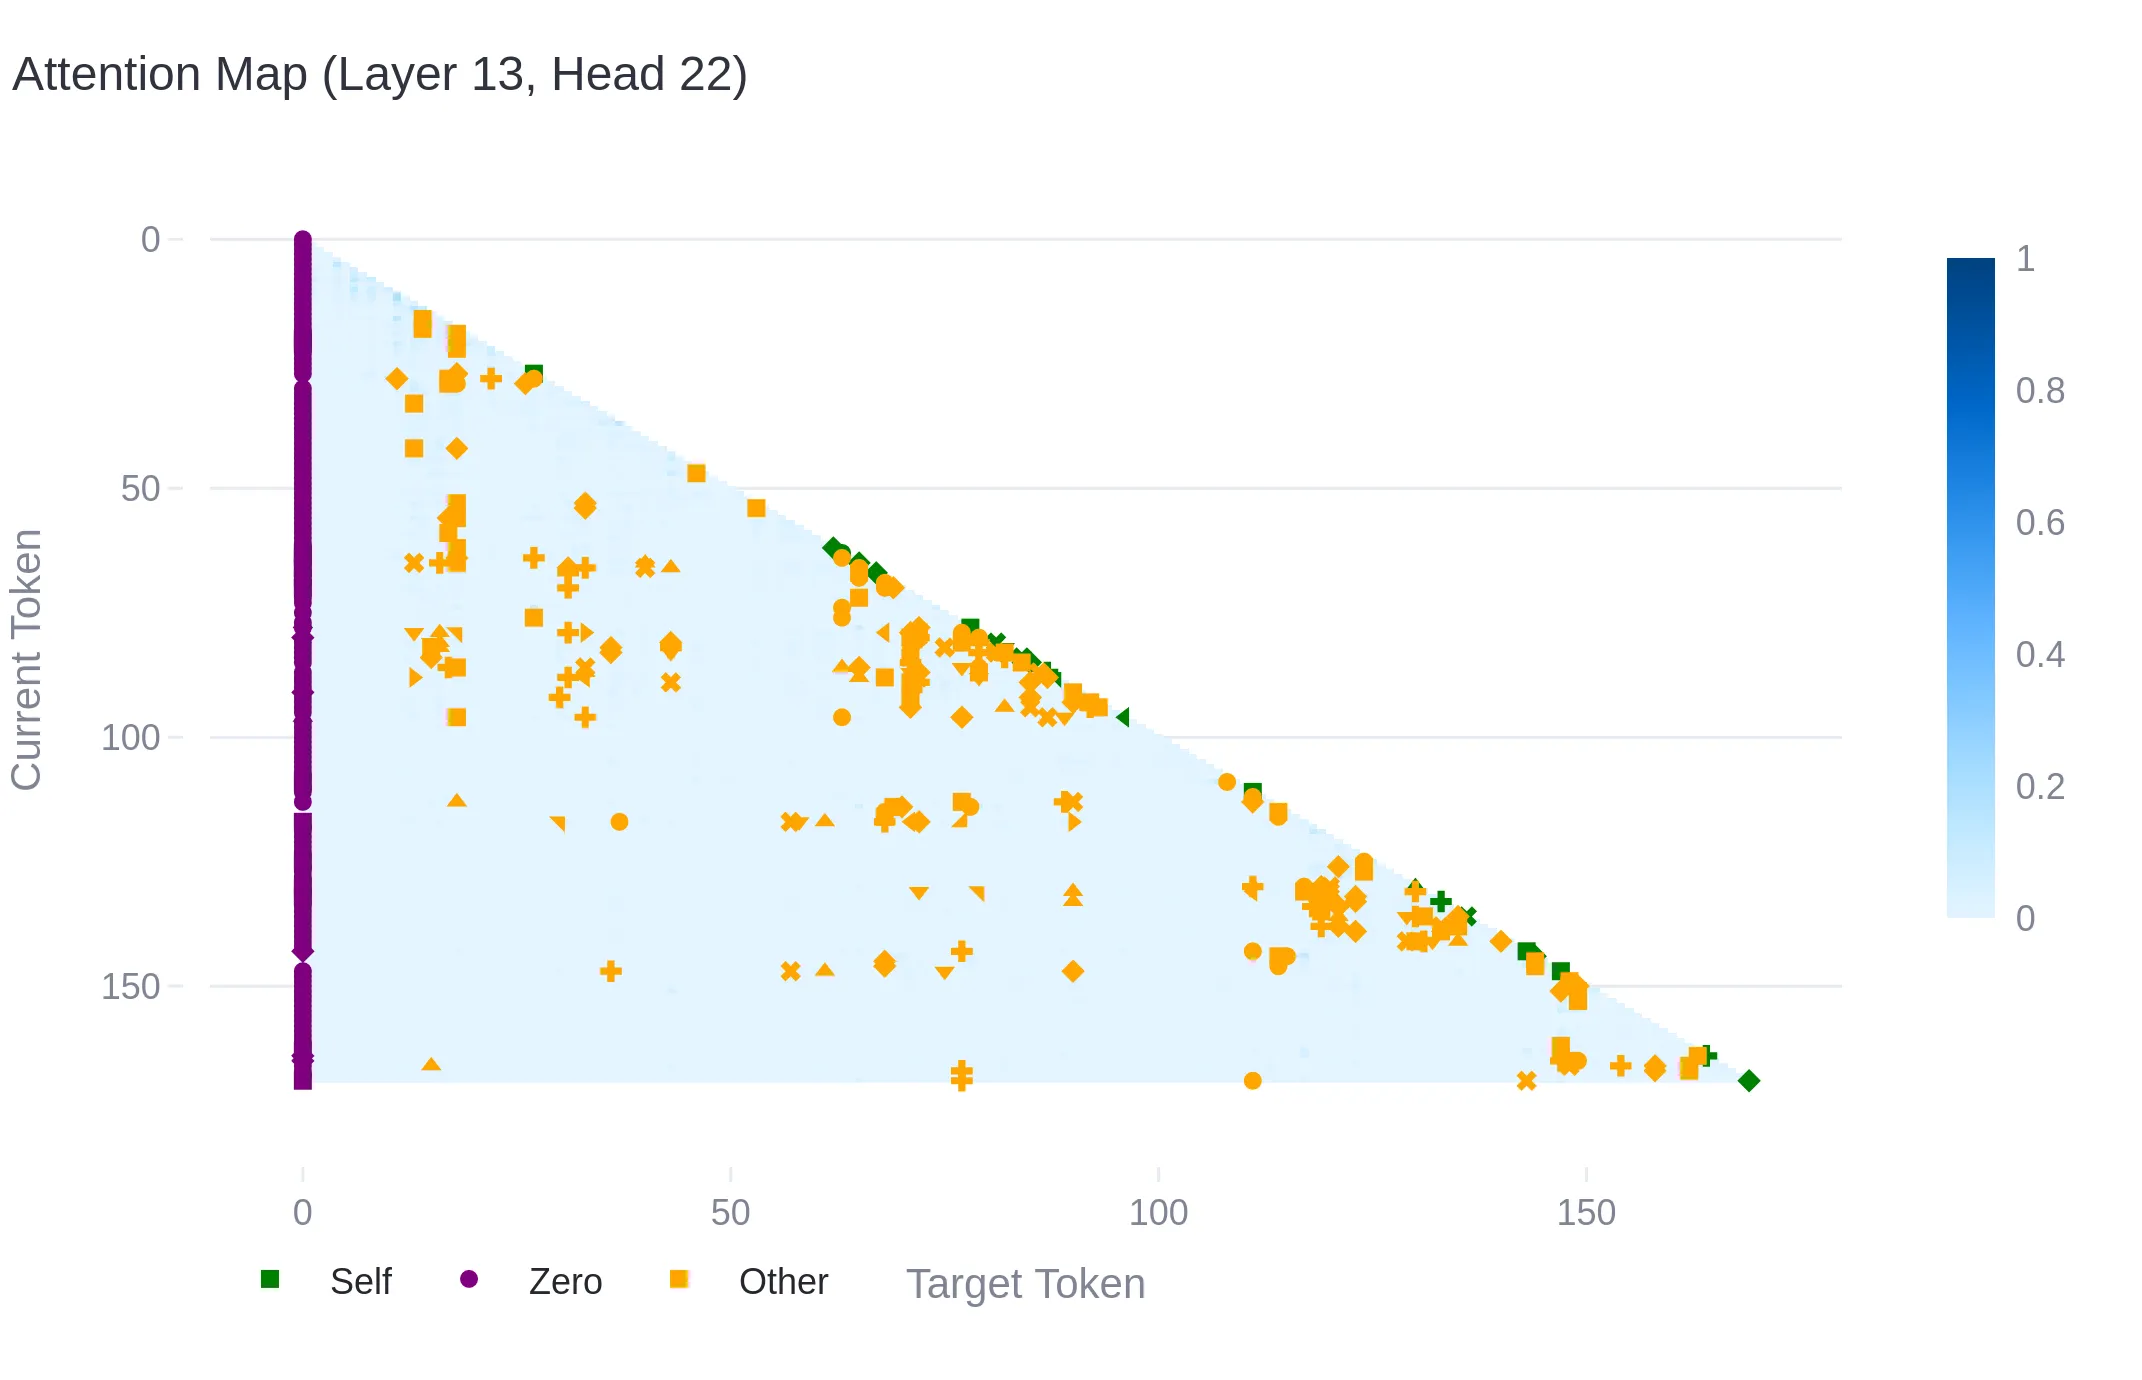 Attention Map (Layer 13, Head 22)
0
50
100
150
Current Token
0
50
100
150
Target Token
Self
Zero
Other
1
0.8
0.6
0.4
0.2
0